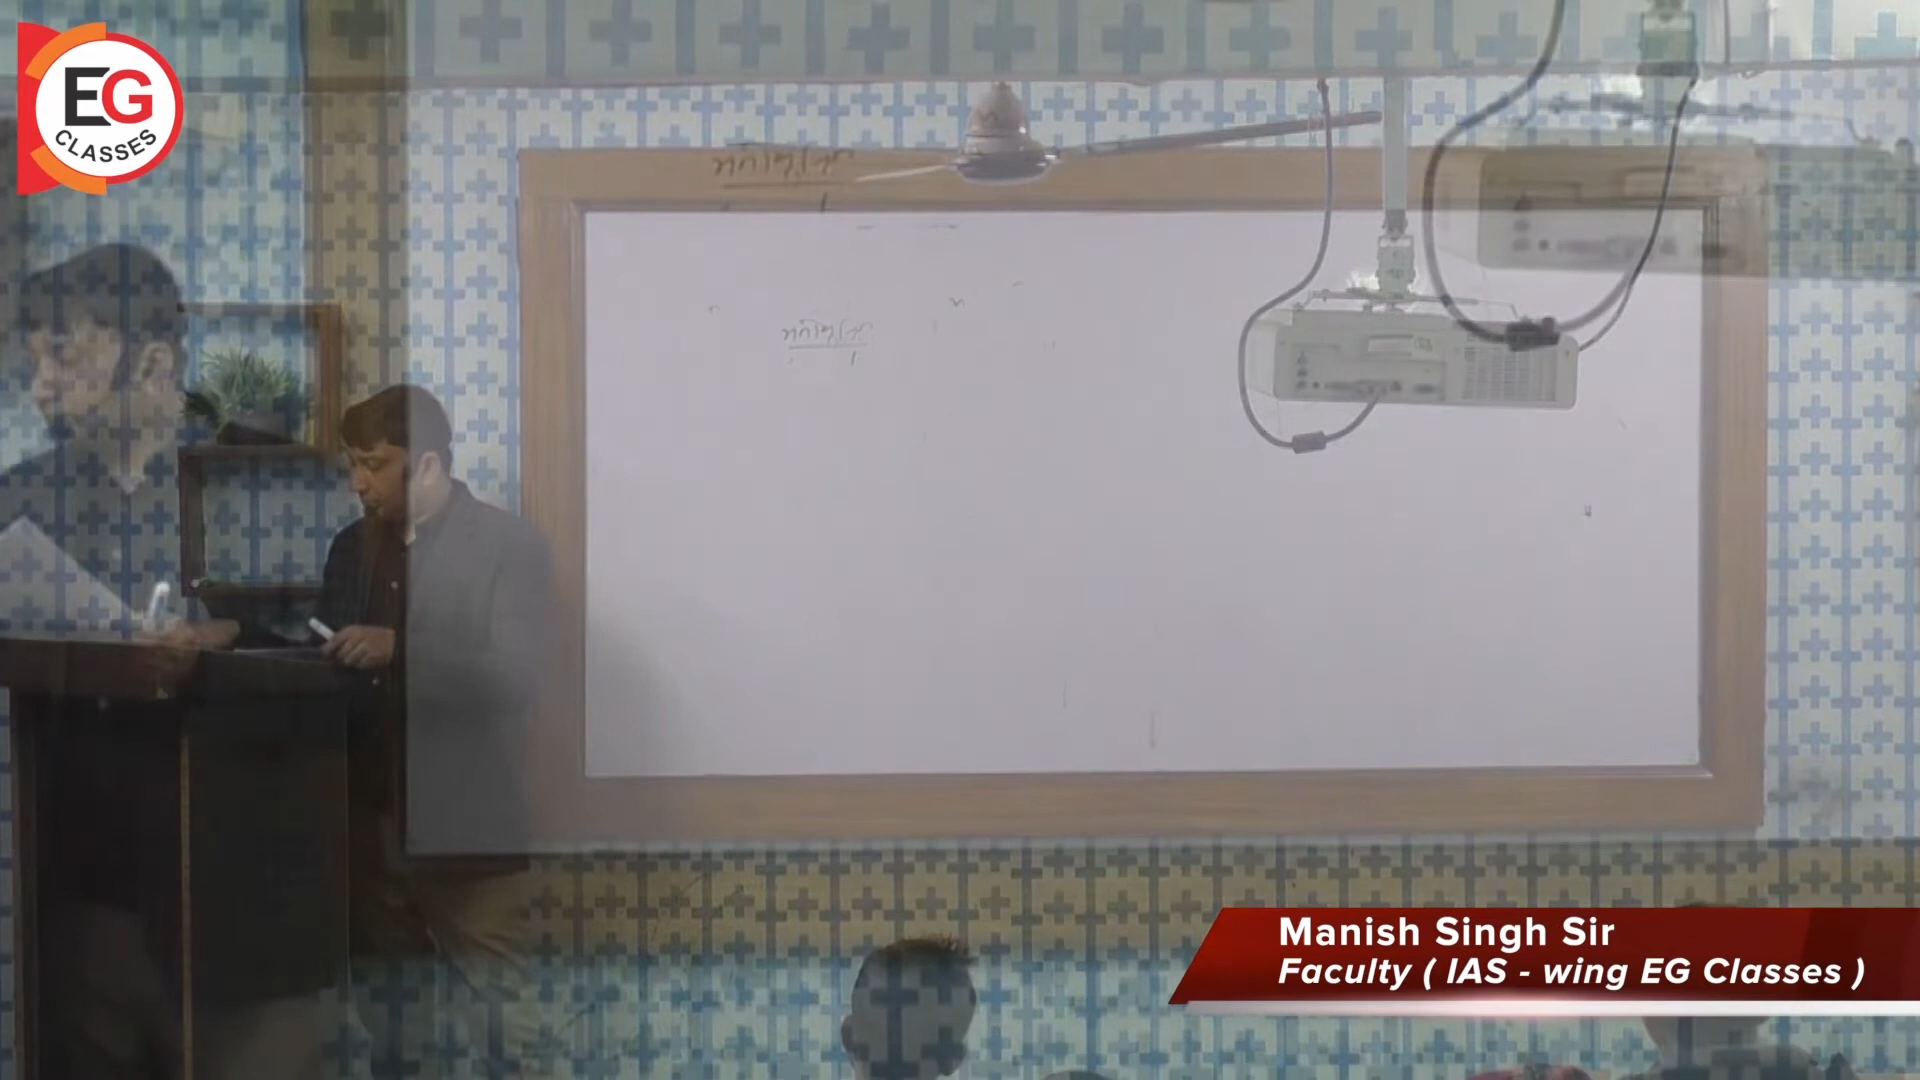 EG
CLASSES
Manish Singh Sir
Faculty ( IAS - wing EG Classes )